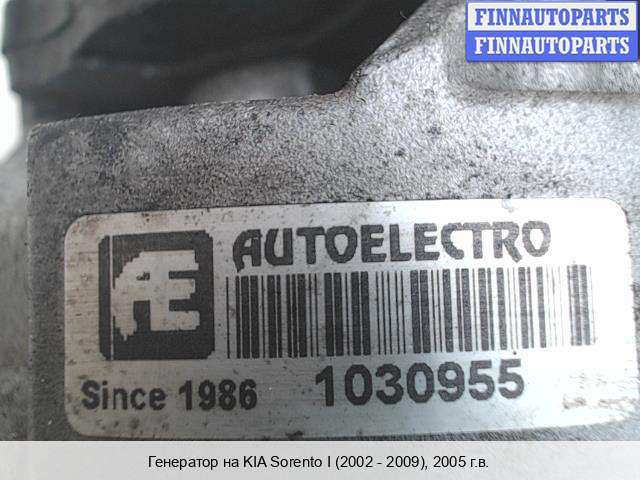 FINNAUTOPARTS
FINNAUTOPARTS
AE AUTOELECTRO
Since 1986 1030955
Генератор на KIA Sorento I (2002 - 2009), 2005 г.в.